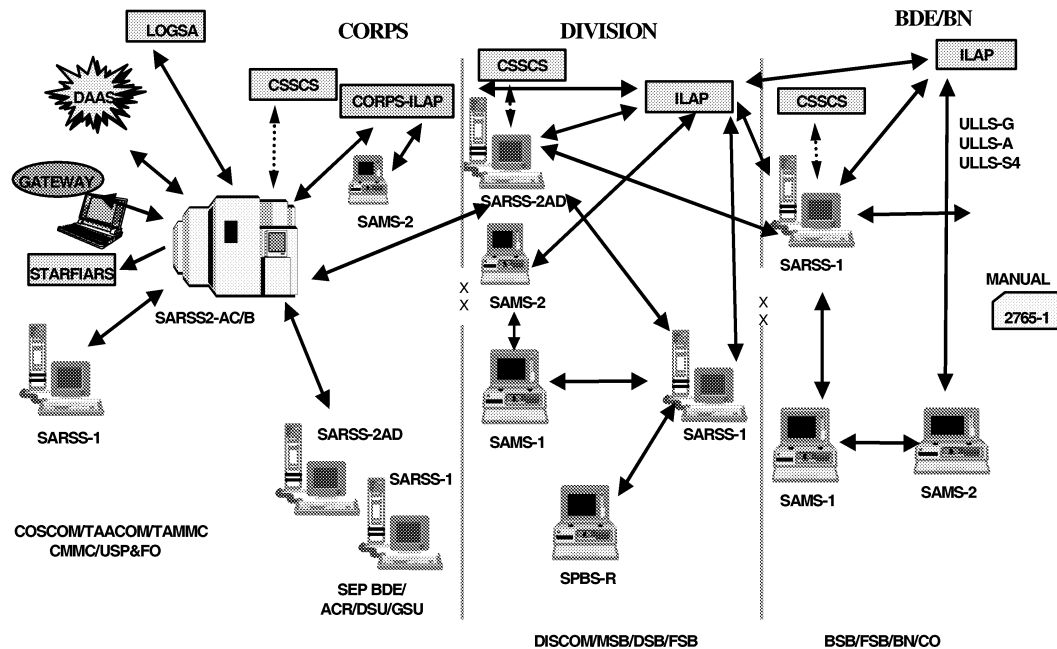 CORPS
DIVISION
BDE/BN
LOGSA
DAAS
CSSCS
CORPS-ILAP
GATEWAY
SAMS-2
STARFIARS
SARSS2-AC/B
SARSS-1
SARSS-2AD
SARSS-1
COSCOM/TAACOM/TAMMC
CMMC/USP&FO
SEP BDE/
ACR/DSU/GSU
CSSCS
ILAP
SARSS-2AD
SAMS-2
X
X
SAMS-1
SARSS-1
SPBS-R
DISCOM/MSB/DSB/FSB
ILAP
CSSCS
ULLS-G
ULLS-A
ULLS-S4
SARSS-1
X
X
MANUAL
2765-1
SAMS-1
SAMS-2
BSB/FSB/BN/CO